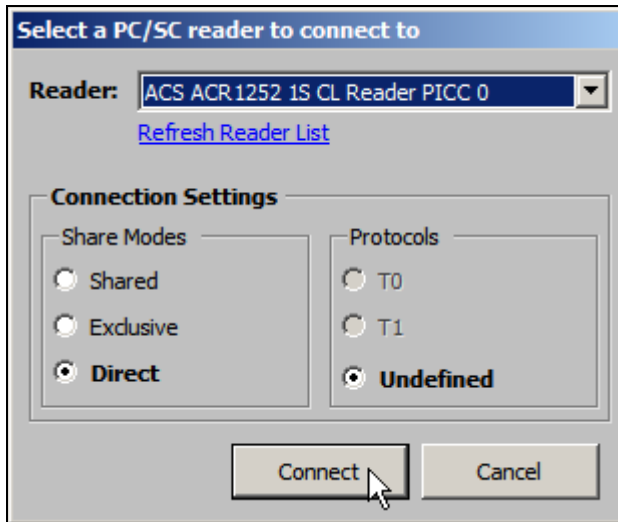 Select a PC/SC reader to connect to
Reader: ACS ACR1252 1S CL Reader PICC 0
Refresh Reader List
Connection Settings
Share Modes Protocols
Shared T0
Exclusive T1
Direct Undefined
Connect Cancel